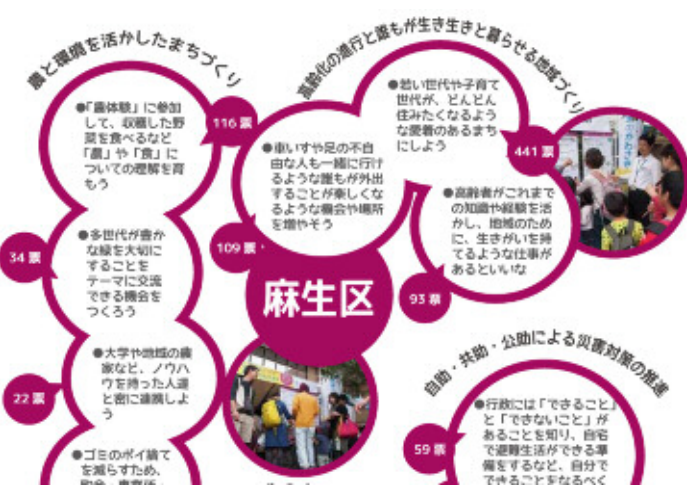 農と環境を活かしたまちづくり
●「農体験」に参加
して、収穫した野
菜を食べるなど
「農」や「食」に
ついての理解を育
もう
116 票
●多世代が豊か
な緑を大切に
することを
テーマに交流
できる機会を
つくろう
34 票
●大学や地域の農
家など、ノウハ
ウを持った人達
と密に連携しよ
う
22 票
●ゴミのポイ捨て
を減らすため、
高齢化の進行と誰もが生き生きと暮らせる地域づくり
●若い世代や子育て
世代が、どんどん
住みたくなるよう
な愛着のあるまち
にしよう
441 票
●車いすや足の不自
由な人も一緒に行け
るような誰もが外出
することが楽しくな
るような機会や場所
を増やそう
109 票
●高齢者がこれまで
の知識や経験を活
かし、地域のため
に、生きがいを持
てるような仕事が
あるといいな
93 票
麻生区
自助・共助・公助による災害対策の推進
●行政には「できること」
と「できないこと」が
あることを知り、自宅
で避難生活ができる準
備をするなど、自分で
できることをなるべく
59 票